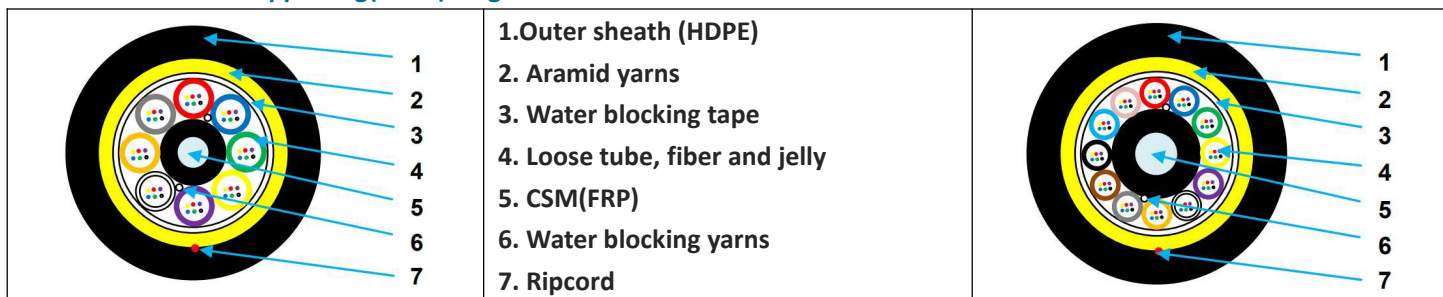 1
2
3
4
5
6
7
1.Outer sheath (HDPE)
2. Aramid yarns
3. Water blocking tape
4. Loose tube, fiber and jelly
5. CSM(FRP)
6. Water blocking yarns
7. Ripcord
1
2
3
4
5
6
7